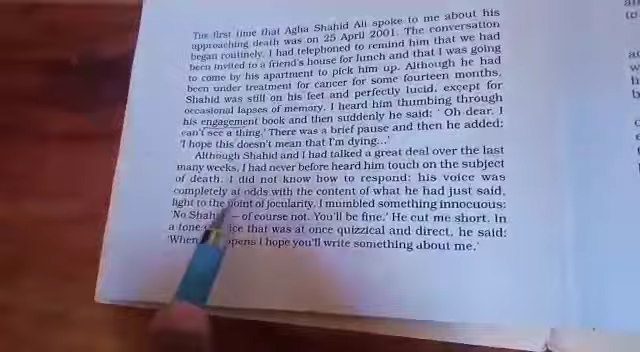 The first time that Agha Shahid Ali spoke to me about his
approaching death was on 25 April 2001. The conversation
began routinely. I had telephoned to remind him that we had
been invited to a friend's house for lunch and that I was going
to come by his apartment to pick him up. Although he had
been under treatment for cancer for some fourteen months,
Shahid was still on his feet and perfectly lucid, except for
occasional lapses of memory. I heard him thumbing through
his engagement book and then suddenly he said: ' Oh dear. I
can't see a thing.' There was a brief pause and then he added:
'I hope this doesn't mean that I'm dying...'
Although Shahid and I had talked a great deal over the last
many weeks, I had never before heard him touch on the subject
of death. I did not know how to respond: his voice was
completely at odds with the content of what he had just said,
light to the point of jocularity. I mumbled something innocuous:
'No Shah — of course not. You'll be fine.' He cut me short. In
a tone ice that was at once quizzical and direct, he said:
'When pens I hope you'll write something about me.'